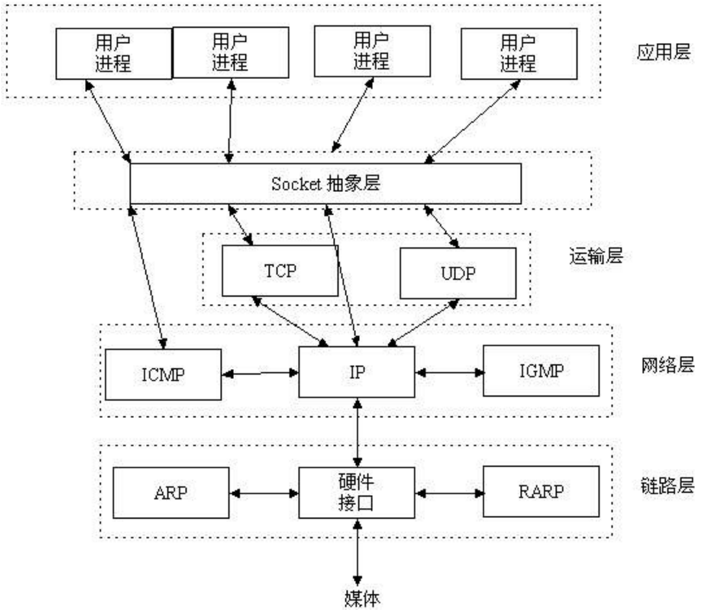 用户
进程
用户
进程
用户
进程
用户
进程
应用层
Socket 抽象层
TCP
UDP
运输层
ICMP
IP
IGMP
网络层
ARP
硬件
接口
RARP
链路层
媒体